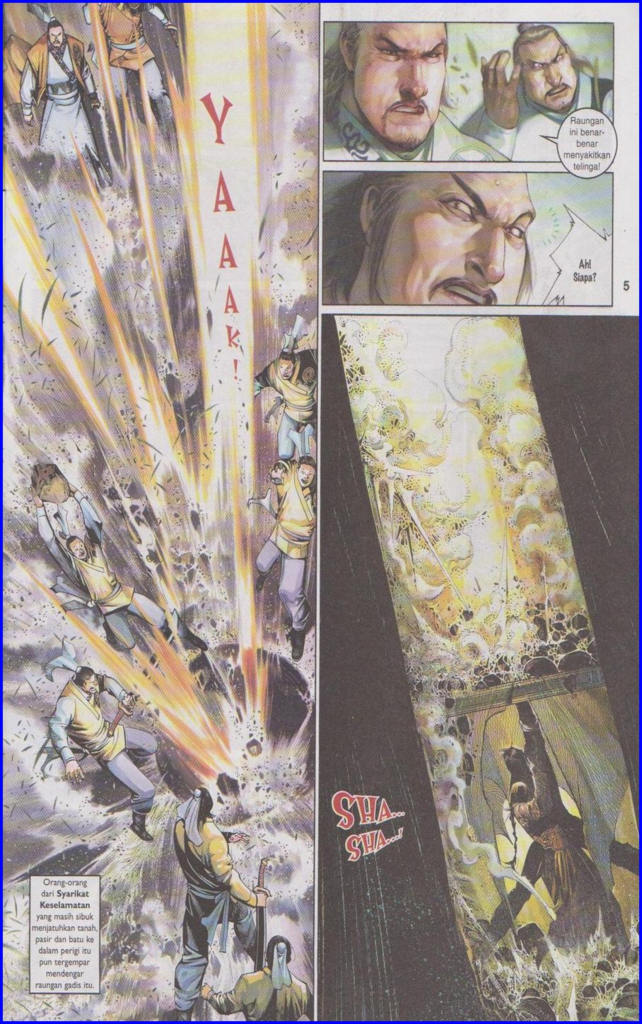 YAAAAK!
Orang-orang
dari Syarikat
Keselamatan
yang masih sibuk
menjatuhkan tanah,
pasir dan batu ke
dalam perigi itu
pun tergempar
mendengar
raungan gadis itu.
Raungan
ini benar-
benar
menyakitkan
telinga!
Ah!
Siapa?
5
SHA...
SHA...!